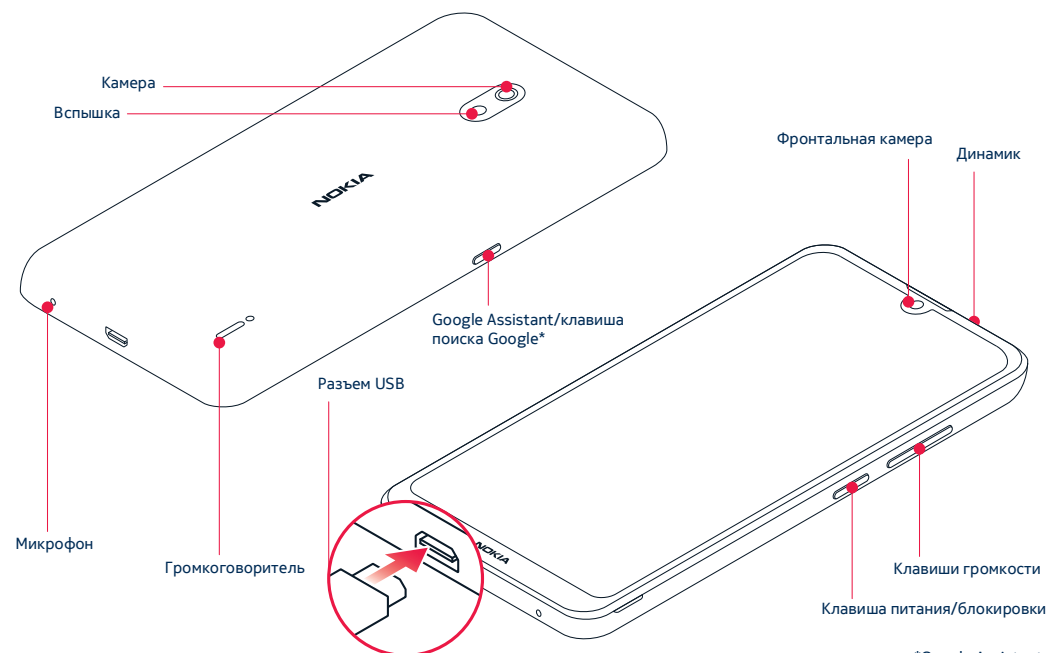 Камера
Вспышка
NOKIA
Фронтальная камера
Динамик
Google Assistant/клавиша
поиска Google*
Разъем USB
Микрофон
Громкоговоритель
NOKIA
Клавиши громкости
Клавиша питания/блокировки